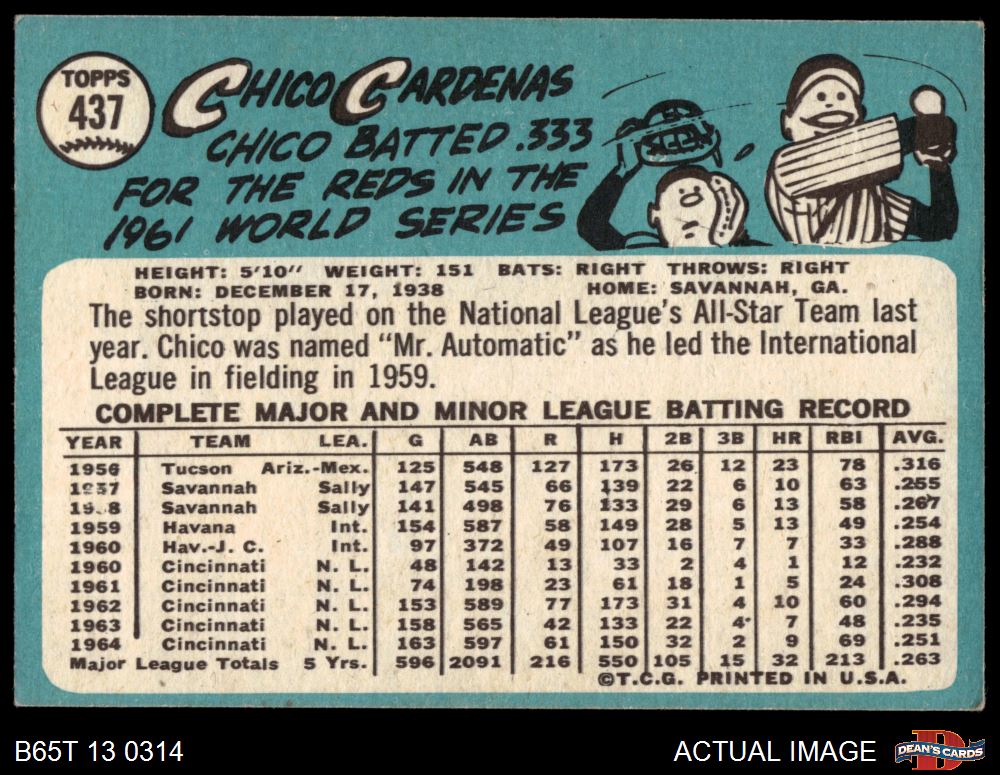 TOPPS
437
CHICO CARDENAS
CHICO BATTED .333
FOR THE REDS IN THE
1961 WORLD SERIES
HEIGHT: 5'10" WEIGHT: 151 BATS: RIGHT THROWS: RIGHT
BORN: DECEMBER 17, 1938 HOME: SAVANNAH, GA.
The shortstop played on the National League's All-Star Team last
year. Chico was named "Mr. Automatic" as he led the International
League in fielding in 1959.
COMPLETE MAJOR AND MINOR LEAGUE BATTING RECORD
YEAR TEAM LEA. G AB R H 2B 3B HR RBI AVG.
1956 Tucson Ariz.-Mex. 125 548 127 173 26 12 23 78 .316
1957 Savannah Sally 147 545 66 139 22 6 10 63 .255
19 8 Savannah Sally 141 498 76 133 29 6 13 58 .267
1959 Havana Int. 154 587 58 149 28 5 13 49 .254
1960 Hav.-J. C. Int. 97 372 49 107 16 7 7 33 .288
1960 Cincinnati N. L. 48 142 13 33 2 4 1 12 .232
1961 Cincinnati N. L. 74 198 23 61 18 1 5 24 .308
1962 Cincinnati N. L. 153 589 77 173 31 4 10 60 .294
1963 Cincinnati N. L. 158 565 42 133 22 4 7 48 .235
1964 Cincinnati N. L. 163 597 61 150 32 2 9 69 .251
Major League Totals 5 Yrs. 596 2091 216 550 105 15 32 213 .263
©T.C.G. PRINTED IN U.S.A.
B65T 13 0314 ACTUAL IMAGE
DEAN'S CARDS